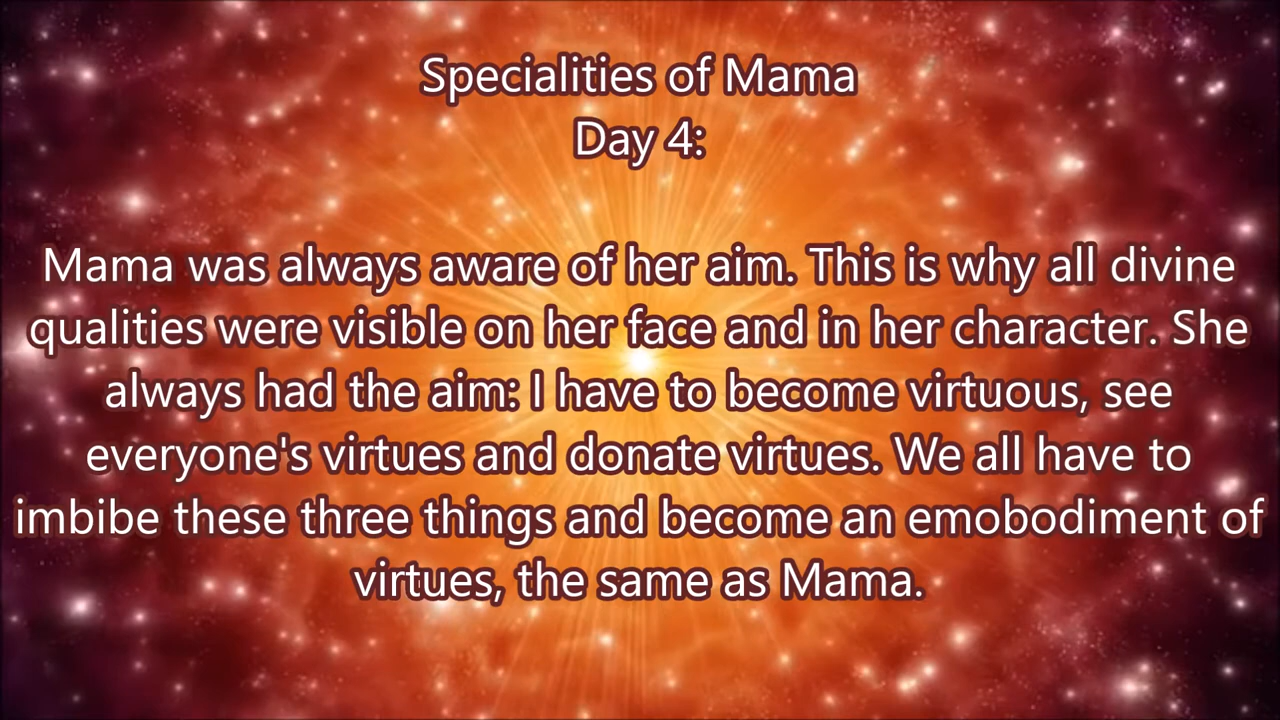 Specialities of Mama
Day 4:
Mama was always aware of her aim. This is why all divine
qualities were visible on her face and in her character. She
always had the aim: I have to become virtuous, see
everyone's virtues and donate virtues. We all have to
imbibe these three things and become an emobodiment of
virtues, the same as Mama.